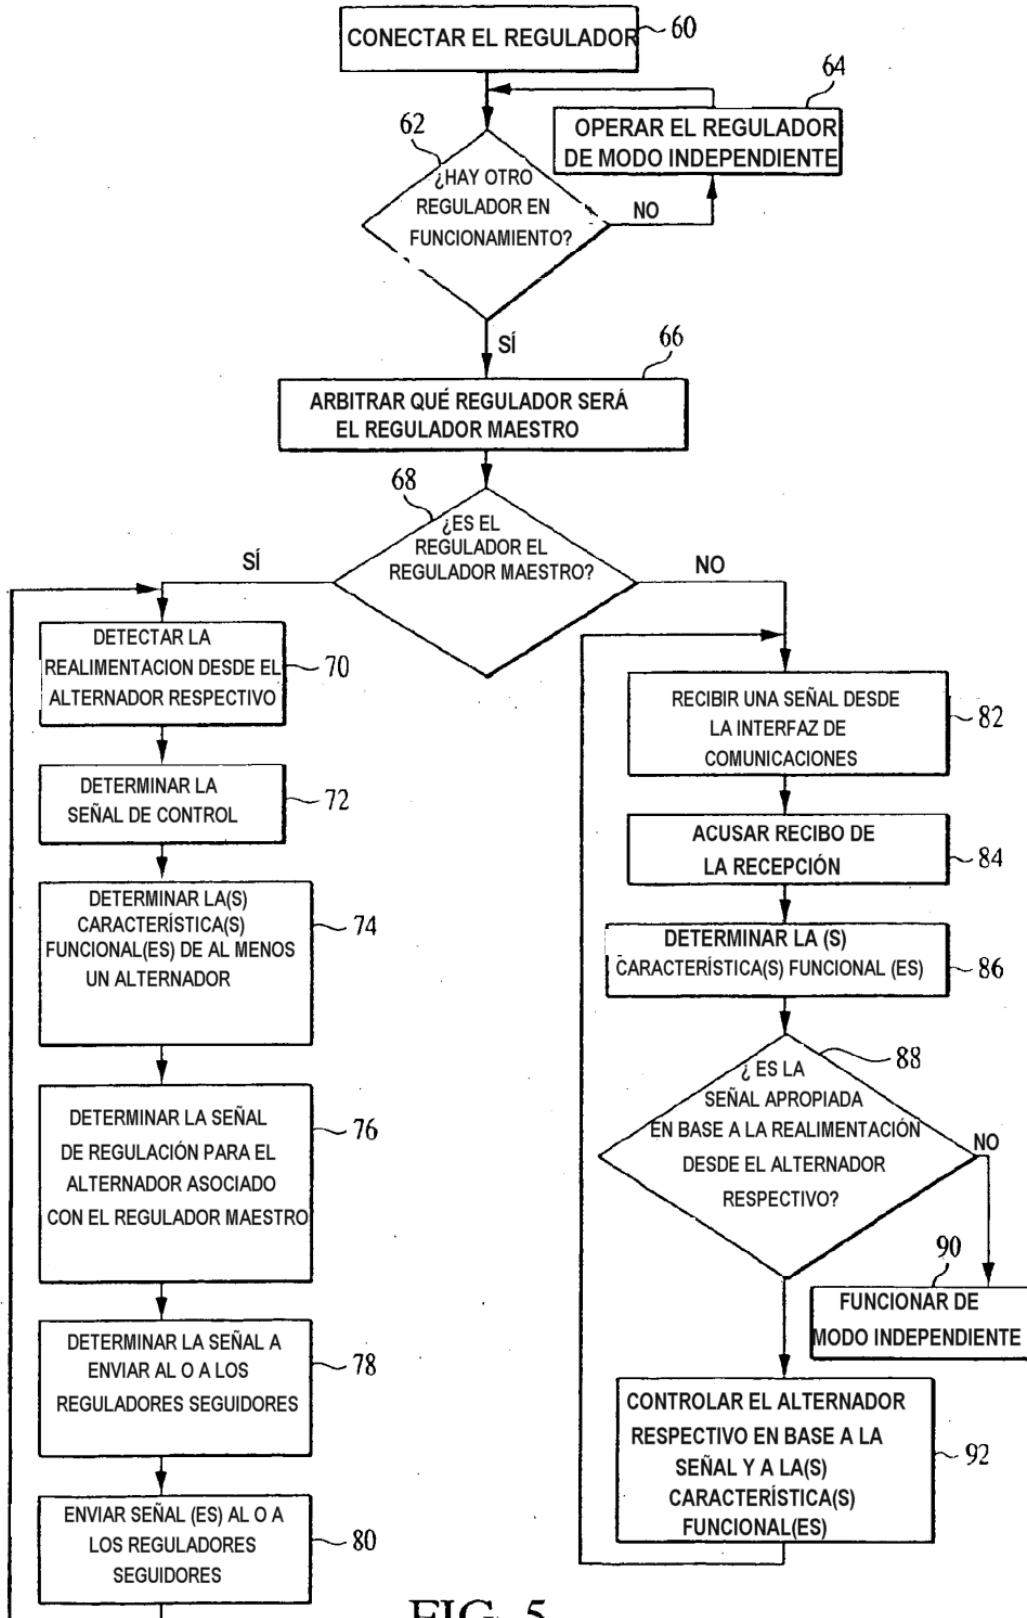 CONECTAR EL REGULADOR
60
64
OPERAR EL REGULADOR
DE MODO INDEPENDIENTE
62
¿HAY OTRO
REGULADOR EN
FUNCIONAMIENTO?
NO
SÍ
66
ARBITRAR QUÉ REGULADOR SERÁ
EL REGULADOR MAESTRO
68
¿ES EL
REGULADOR EL
REGULADOR MAESTRO?
SÍ
NO
DETECTAR LA
REALIMENTACION DESDE EL
ALTERNADOR RESPECTIVO
70
DETERMINAR LA
SEÑAL DE CONTROL
72
DETERMINAR LA(S)
CARACTERÍSTICA(S)
FUNCIONAL(ES) DE AL MENOS
UN ALTERNADOR
74
DETERMINAR LA SEÑAL
DE REGULACIÓN PARA EL
ALTERNADOR ASOCIADO
CON EL REGULADOR MAESTRO
76
DETERMINAR LA SEÑAL A
ENVIAR AL O A LOS
REGULADORES SEGUIDORES
78
ENVIAR SEÑAL (ES) AL O A
LOS REGULADORES
SEGUIDORES
80
RECIBIR UNA SEÑAL DESDE
LA INTERFAZ DE
COMUNICACIONES
82
ACUSAR RECIBO DE
LA RECEPCIÓN
84
DETERMINAR LA (S)
CARACTERÍSTICA(S) FUNCIONAL (ES)
86
88
¿ ES LA
SEÑAL APROPIADA
EN BASE A LA REALIMENTACIÓN
DESDE EL ALTERNADOR
RESPECTIVO?
NO
90
FUNCIONAR DE
MODO INDEPENDIENTE
CONTROLAR EL ALTERNADOR
RESPECTIVO EN BASE A LA
SEÑAL Y A LA(S)
CARACTERÍSTICA(S)
FUNCIONAL(ES)
92
FIG. 5